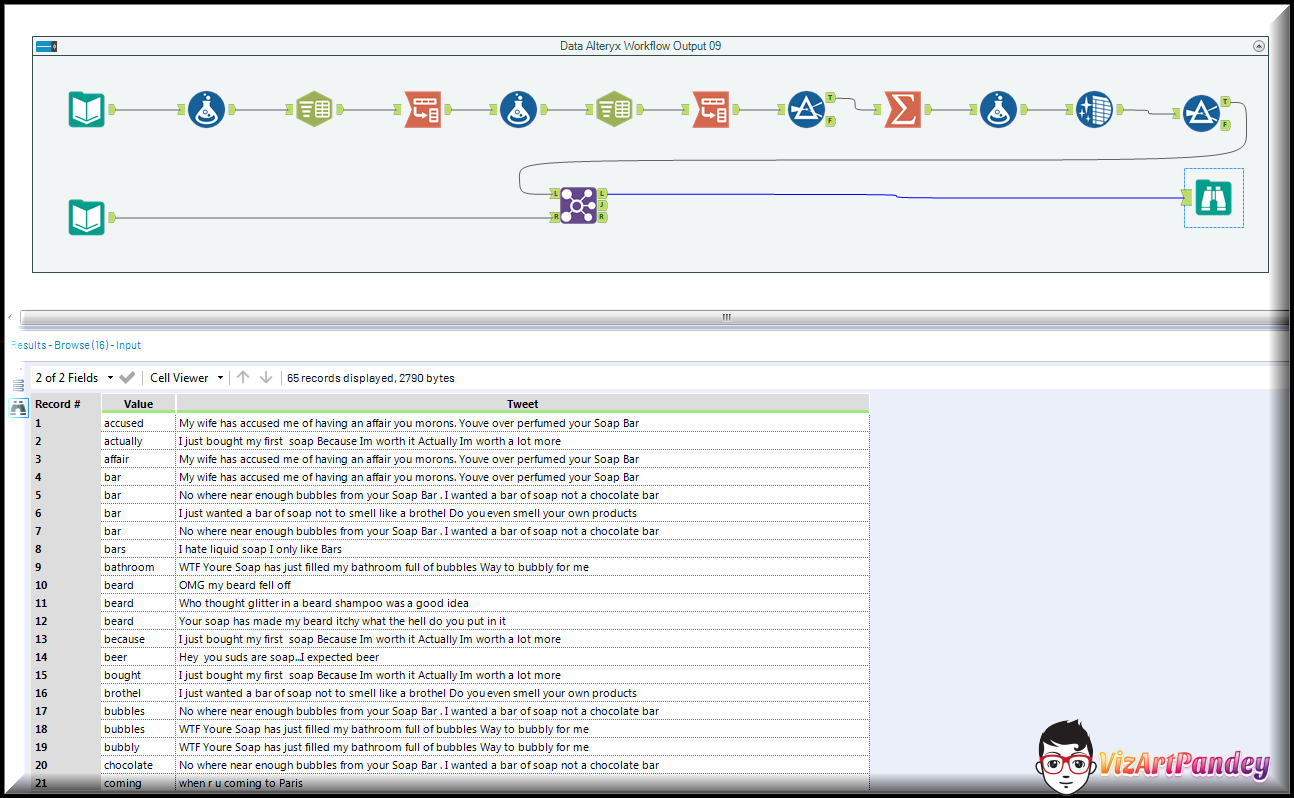 Data Alteryx Workflow Output 09
T
F
T
F
L
R
L
J
R
Results - Browse (16) - Input
2 of 2 Fields Cell Viewer 65 records displayed, 2790 bytes
Record # Value Tweet
1 accused My wife has accused me of having an affair you morons. Youve over perfumed your Soap Bar
2 actually I just bought my first  soap Because Im worth it Actually Im worth a lot more
3 affair My wife has accused me of having an affair you morons. Youve over perfumed your Soap Bar
4 bar My wife has accused me of having an affair you morons. Youve over perfumed your Soap Bar
5 bar No where near enough bubbles from your Soap Bar . I wanted a bar of soap not a chocolate bar
6 bar I just wanted a bar of soap not to smell like a brothel Do you even smell your own products
7 bar No where near enough bubbles from your Soap Bar . I wanted a bar of soap not a chocolate bar
8 bars I hate liquid soap I only like Bars
9 bathroom WTF Youre Soap has just filled my bathroom full of bubbles Way to bubbly for me
10 beard OMG my beard fell off
11 beard Who thought glitter in a beard shampoo was a good idea
12 beard Your soap has made my beard itchy what the hell do you put in it
13 because I just bought my first  soap Because Im worth it Actually Im worth a lot more
14 beer Hey  you suds are soap...I expected beer
15 bought I just bought my first  soap Because Im worth it Actually Im worth a lot more
16 brothel I just wanted a bar of soap not to smell like a brothel Do you even smell your own products
17 bubbles No where near enough bubbles from your Soap Bar . I wanted a bar of soap not a chocolate bar
18 bubbles WTF Youre Soap has just filled my bathroom full of bubbles Way to bubbly for me
19 bubbly WTF Youre Soap has just filled my bathroom full of bubbles Way to bubbly for me
20 chocolate No where near enough bubbles from your Soap Bar . I wanted a bar of soap not a chocolate bar
21 coming when r u coming to Paris
VizArtPandey